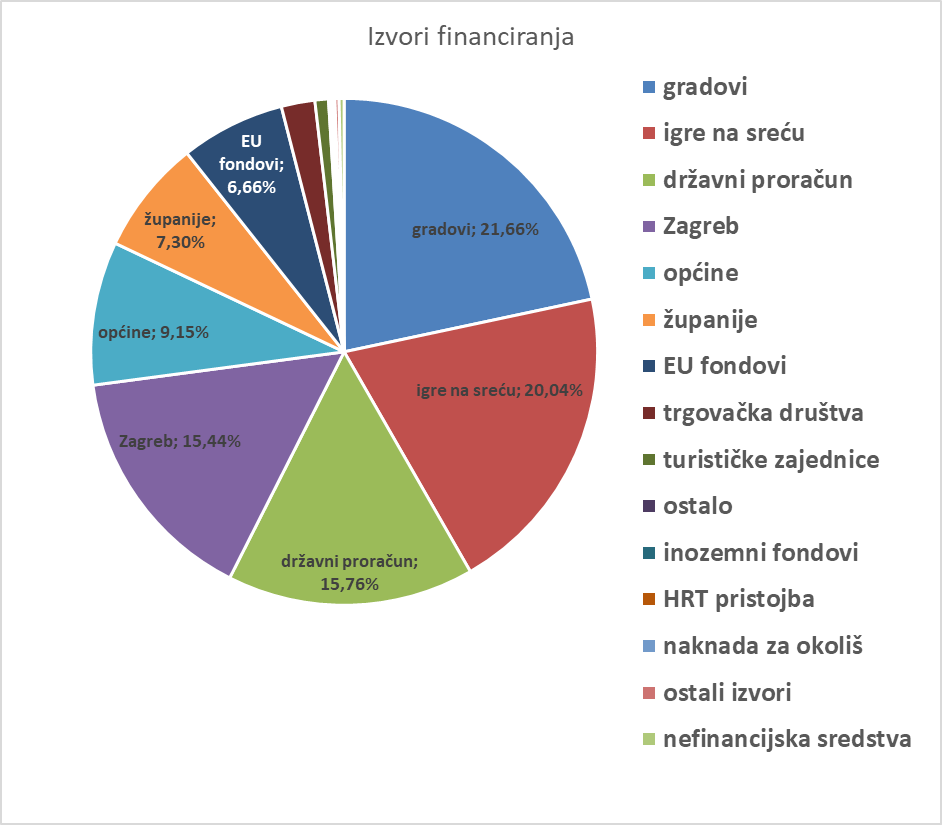 Izvori financiranja
EU
fondovi;
6,66%
županije;
7,30%
gradovi; 21,66%
općine; 9,15%
igre na sreću; 20,04%
Zagreb; 15,44%
državni proračun;
15,76%
gradovi
igre na sreću
državni proračun
Zagreb
općine
županije
EU fondovi
trgovačka društva
turističke zajednice
ostalo
inozemni fondovi
HRT pristojba
naknada za okoliš
ostali izvori
nefinancijska sredstva